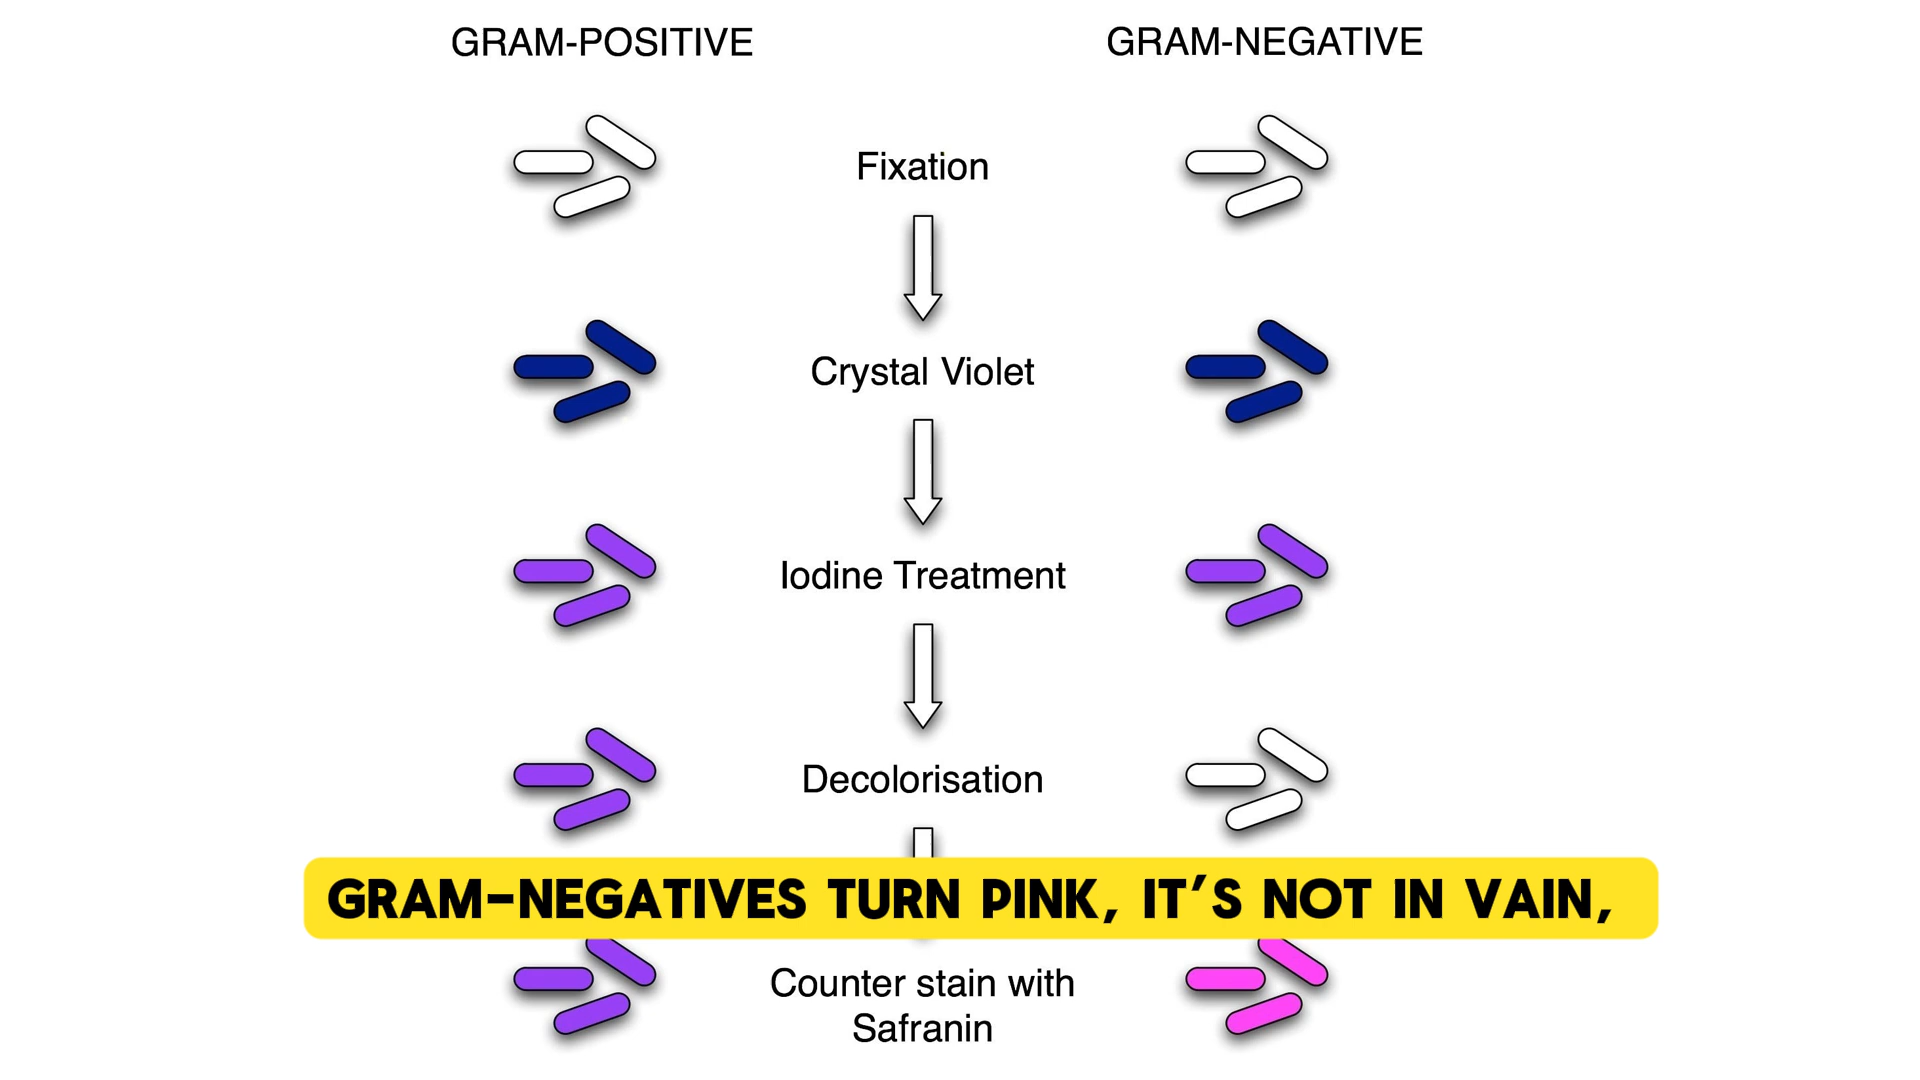 GRAM-POSITIVE
GRAM-NEGATIVE
Fixation
Crystal Violet
Iodine Treatment
Decolorisation
GRAM-NEGATIVES TURN PINK, IT'S NOT IN VAIN,
Counter stain with
Safranin